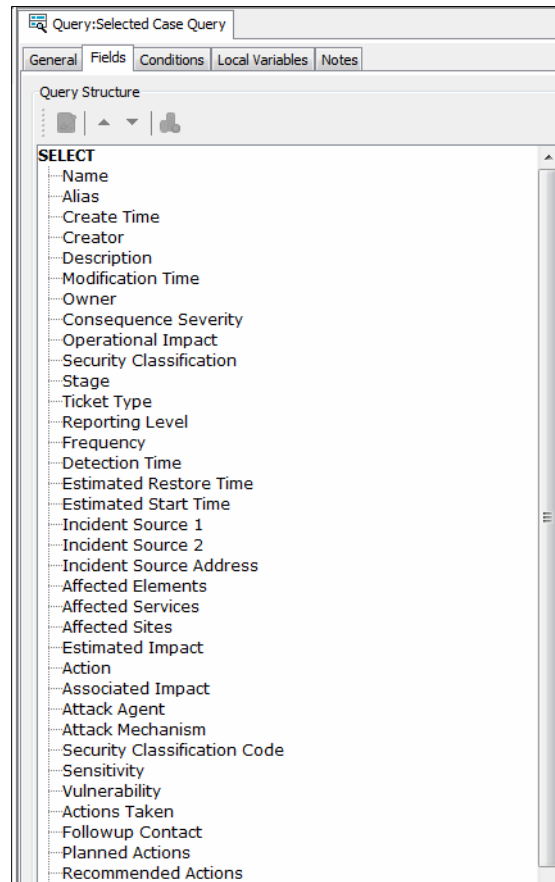 Query:Selected Case Query
General Fields Conditions Local Variables Notes
Query Structure
SELECT
Name
Alias
Create Time
Creator
Description
Modification Time
Owner
Consequence Severity
Operational Impact
Security Classification
Stage
Ticket Type
Reporting Level
Frequency
Detection Time
Estimated Restore Time
Estimated Start Time
Incident Source 1
Incident Source 2
Incident Source Address
Affected Elements
Affected Services
Affected Sites
Estimated Impact
Action
Associated Impact
Attack Agent
Attack Mechanism
Security Classification Code
Sensitivity
Vulnerability
Actions Taken
Followup Contact
Planned Actions
Recommended Actions